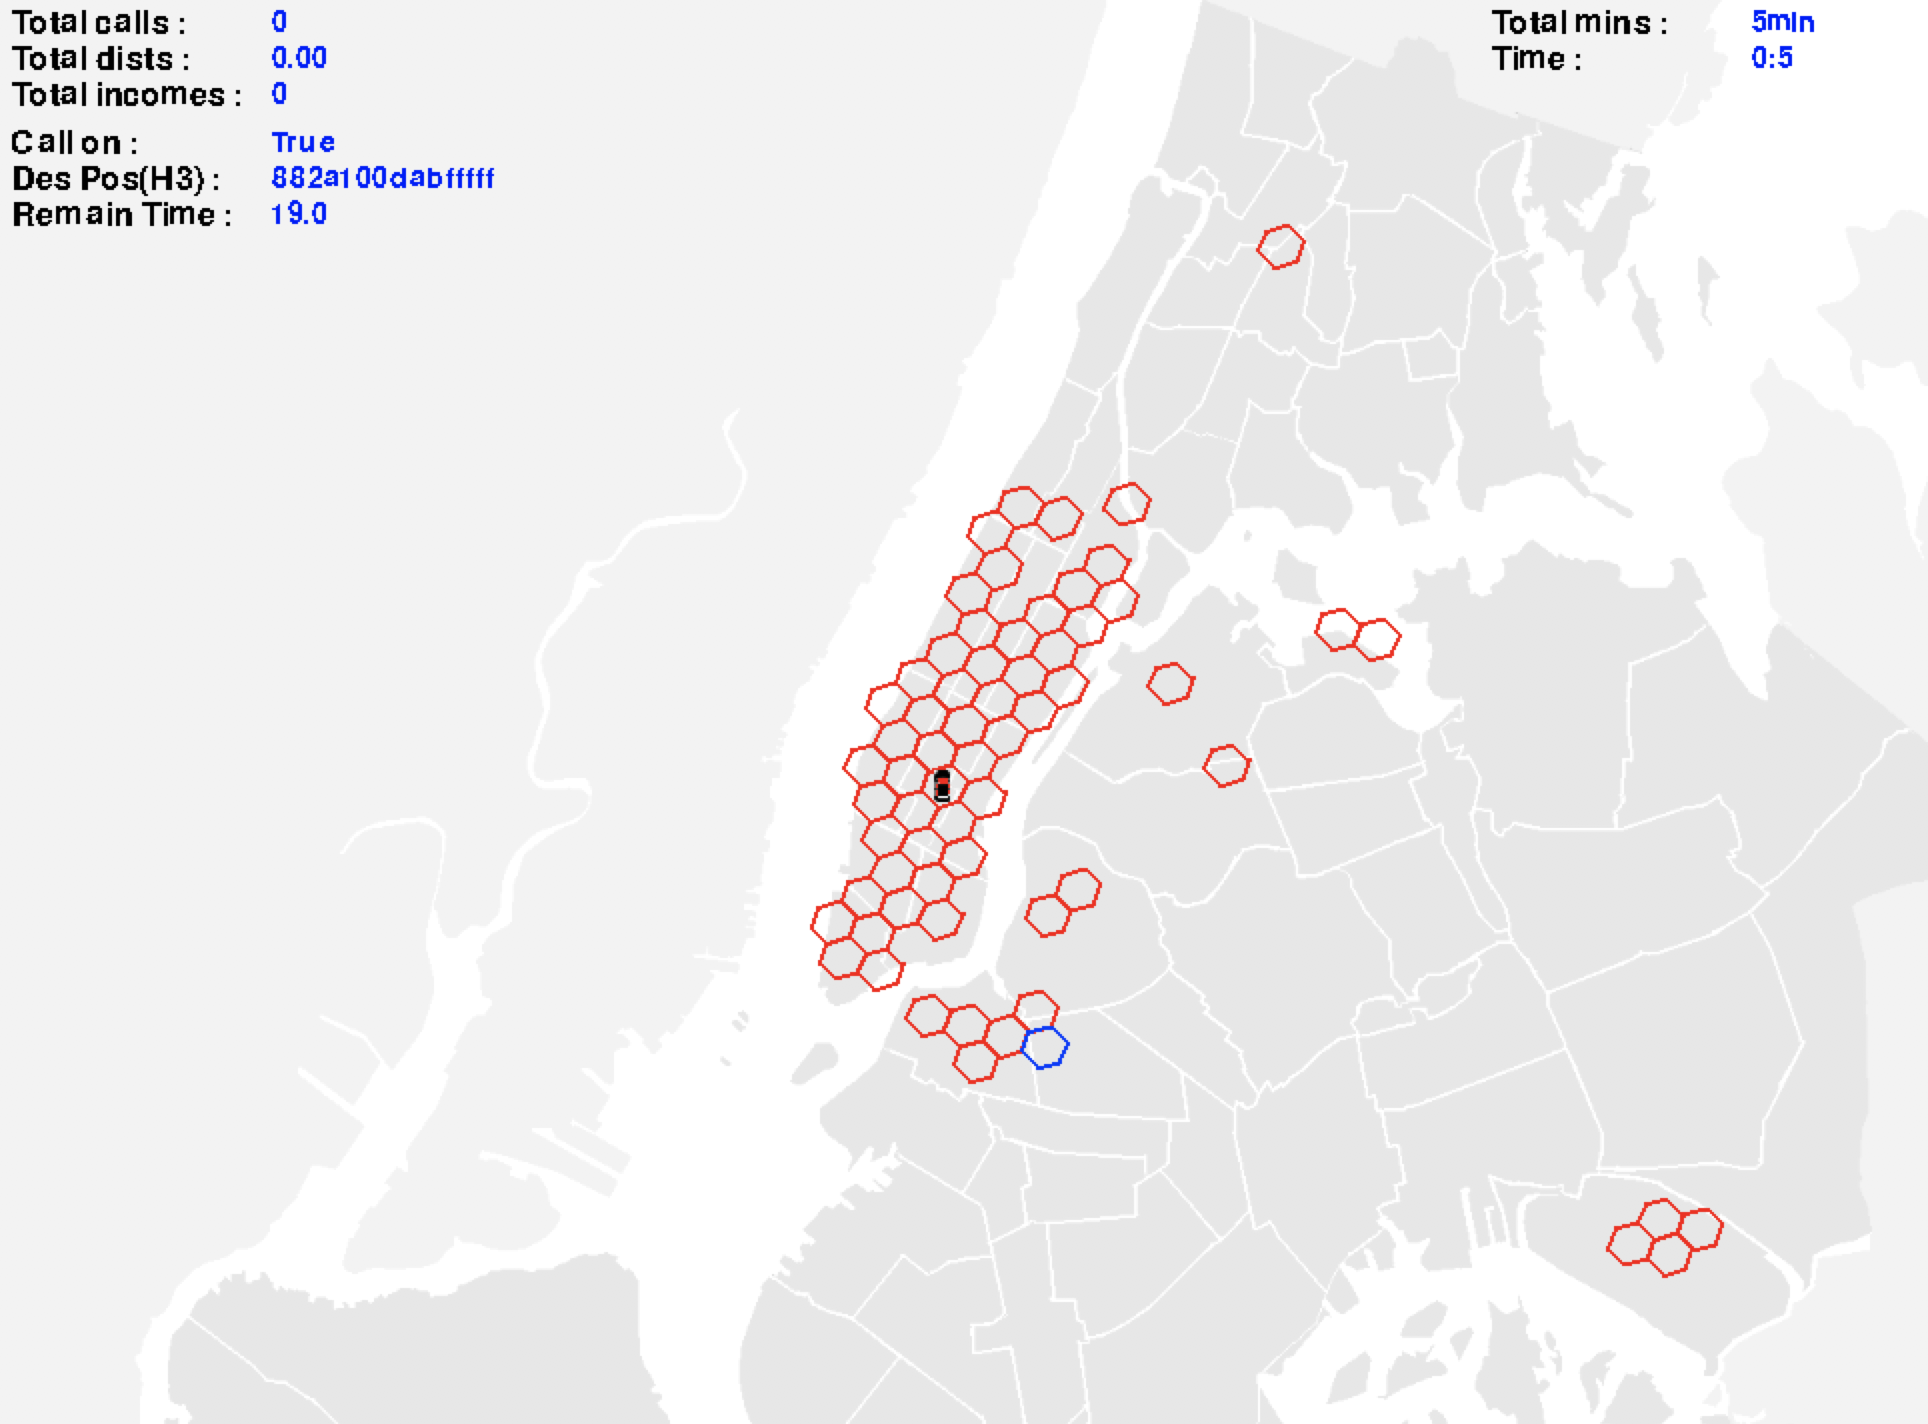 Total calls : 0
Total dists : 0.00
Total incomes : 0
Call on : True
Des Pos(H3) : 882a100dabfffff
Remain Time : 19.0
Total mins : 5min
Time : 0:5